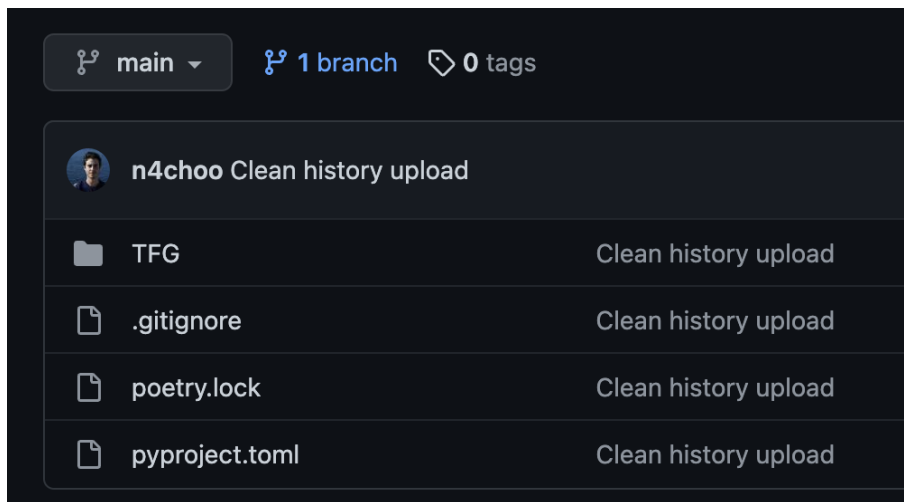 main 1 branch 0 tags
n4choo Clean history upload
TFG Clean history upload
.gitignore Clean history upload
poetry.lock Clean history upload
pyproject.toml Clean history upload